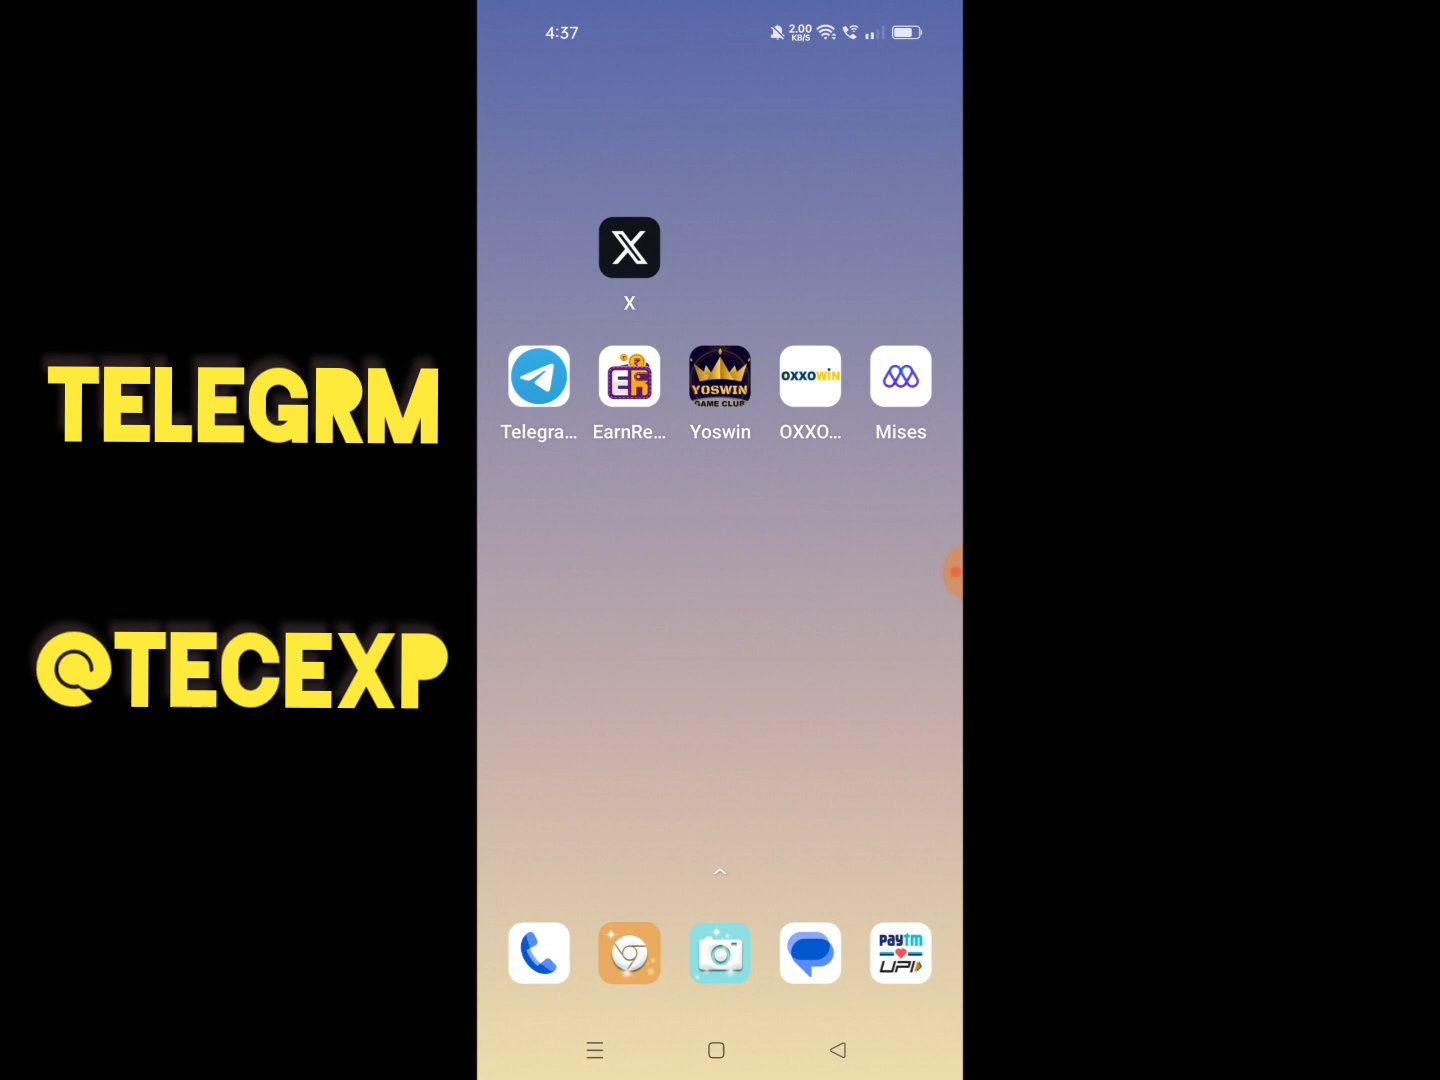 4:37
2.00
KB/S
X
TELEGRM
YOSWIN
GAME CLUB
OXXOWiN
Telegra...
EarnRe...
Yoswin
OXXO...
Mises
@TECEXP
paytm
UPI